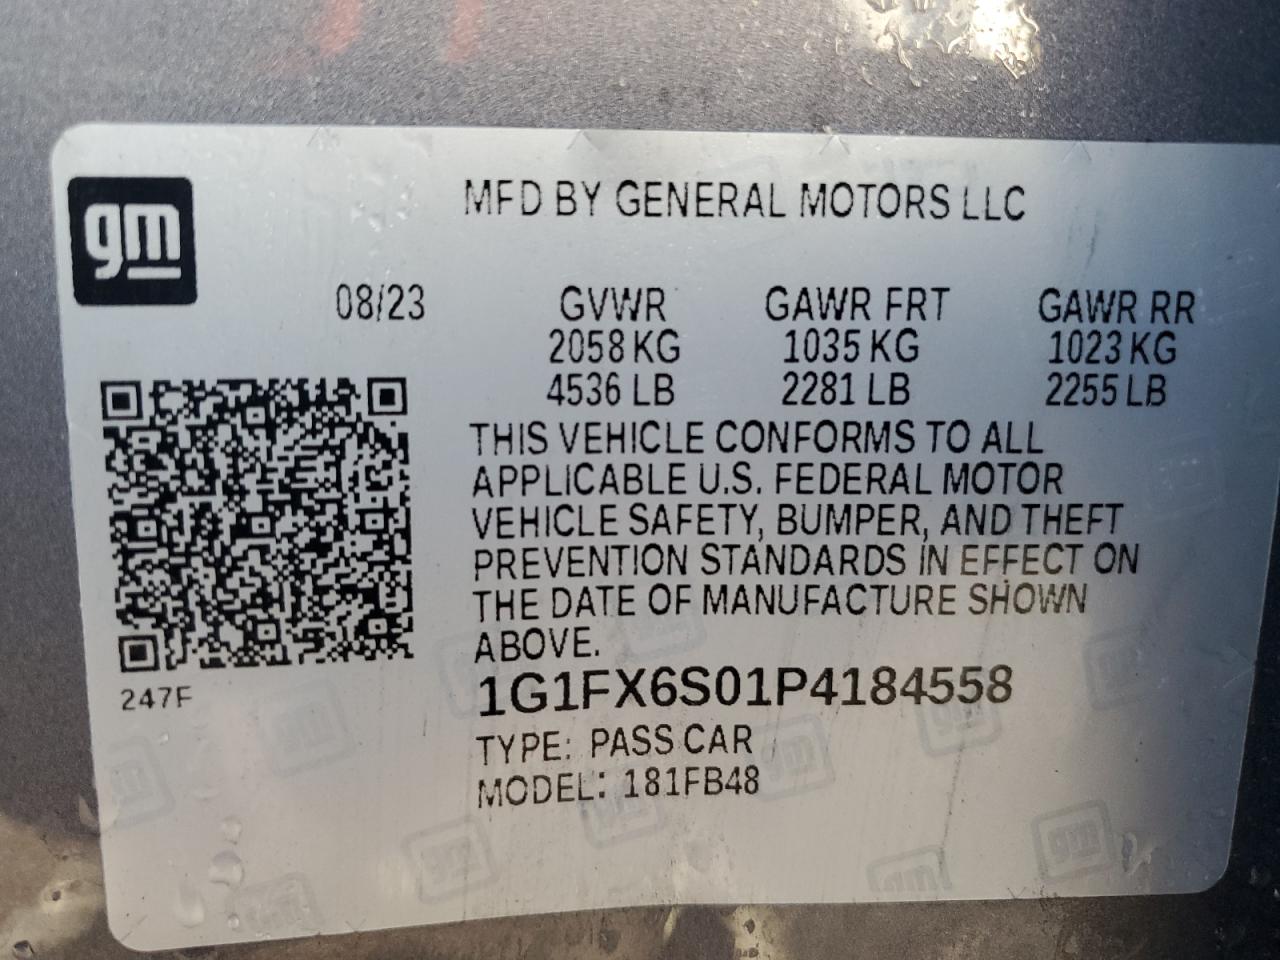 gm
MFD BY GENERAL MOTORS LLC
08/23 GVWR GAWR FRT GAWR RR
2058 KG 1035 KG 1023 KG
4536 LB 2281 LB 2255 LB
THIS VEHICLE CONFORMS TO ALL
APPLICABLE U.S. FEDERAL MOTOR
VEHICLE SAFETY, BUMPER, AND THEFT
PREVENTION STANDARDS IN EFFECT ON
THE DATE OF MANUFACTURE SHOWN
ABOVE.
247F
1G1FX6S01P4184558
TYPE: PASS CAR
MODEL: 181FB48